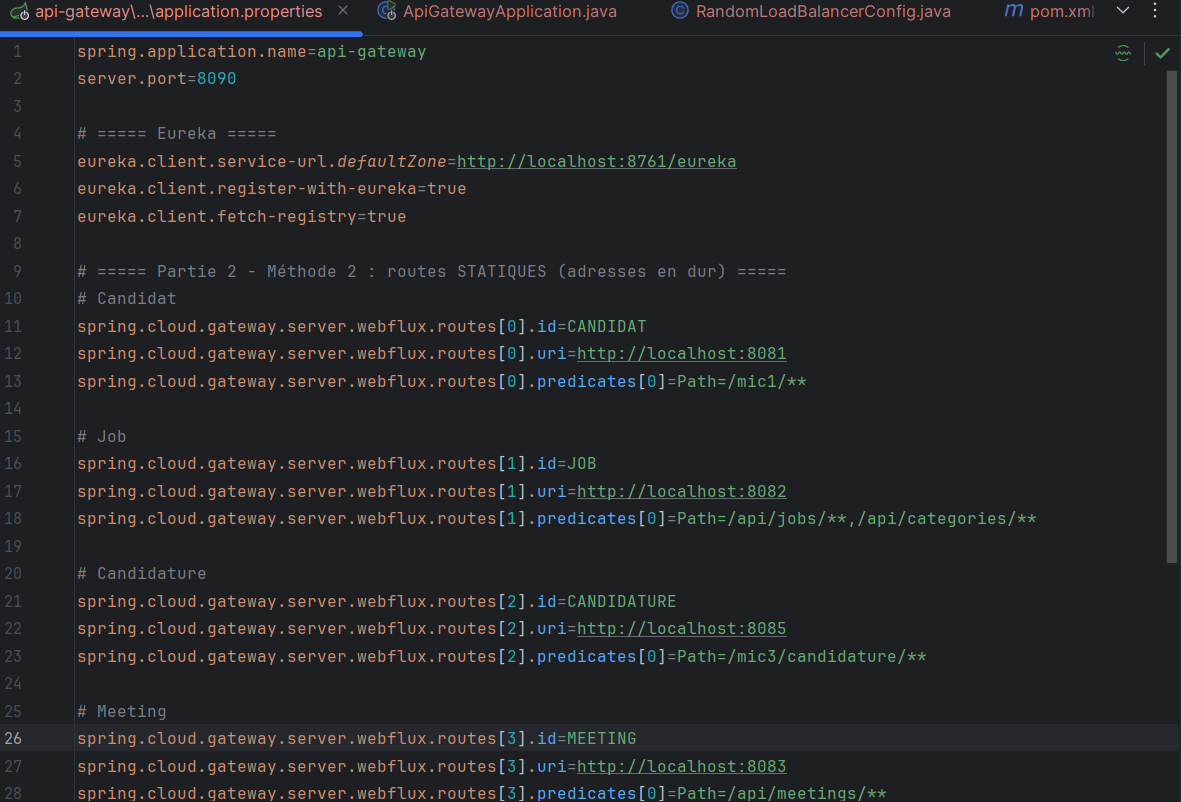 api-gateway\...\application.properties ApiGatewayApplication.java RandomLoadBalancerConfig.java pom.xml
1 spring.application.name=api-gateway
2 server.port=8090
3
4 # ===== Eureka =====
5 eureka.client.service-url.defaultZone=http://localhost:8761/eureka
6 eureka.client.register-with-eureka=true
7 eureka.client.fetch-registry=true
8
9 # ===== Partie 2 - Méthode 2 : routes STATIQUES (adresses en dur) =====
10 # Candidat
11 spring.cloud.gateway.server.webflux.routes[0].id=CANDIDAT
12 spring.cloud.gateway.server.webflux.routes[0].uri=http://localhost:8081
13 spring.cloud.gateway.server.webflux.routes[0].predicates[0]=Path=/mic1/**
14
15 # Job
16 spring.cloud.gateway.server.webflux.routes[1].id=JOB
17 spring.cloud.gateway.server.webflux.routes[1].uri=http://localhost:8082
18 spring.cloud.gateway.server.webflux.routes[1].predicates[0]=Path=/api/jobs/**,/api/categories/**
19
20 # Candidature
21 spring.cloud.gateway.server.webflux.routes[2].id=CANDIDATURE
22 spring.cloud.gateway.server.webflux.routes[2].uri=http://localhost:8085
23 spring.cloud.gateway.server.webflux.routes[2].predicates[0]=Path=/mic3/candidature/**
24
25 # Meeting
26 spring.cloud.gateway.server.webflux.routes[3].id=MEETING
27 spring.cloud.gateway.server.webflux.routes[3].uri=http://localhost:8083
28 spring.cloud.gateway.server.webflux.routes[3].predicates[0]=Path=/api/meetings/**